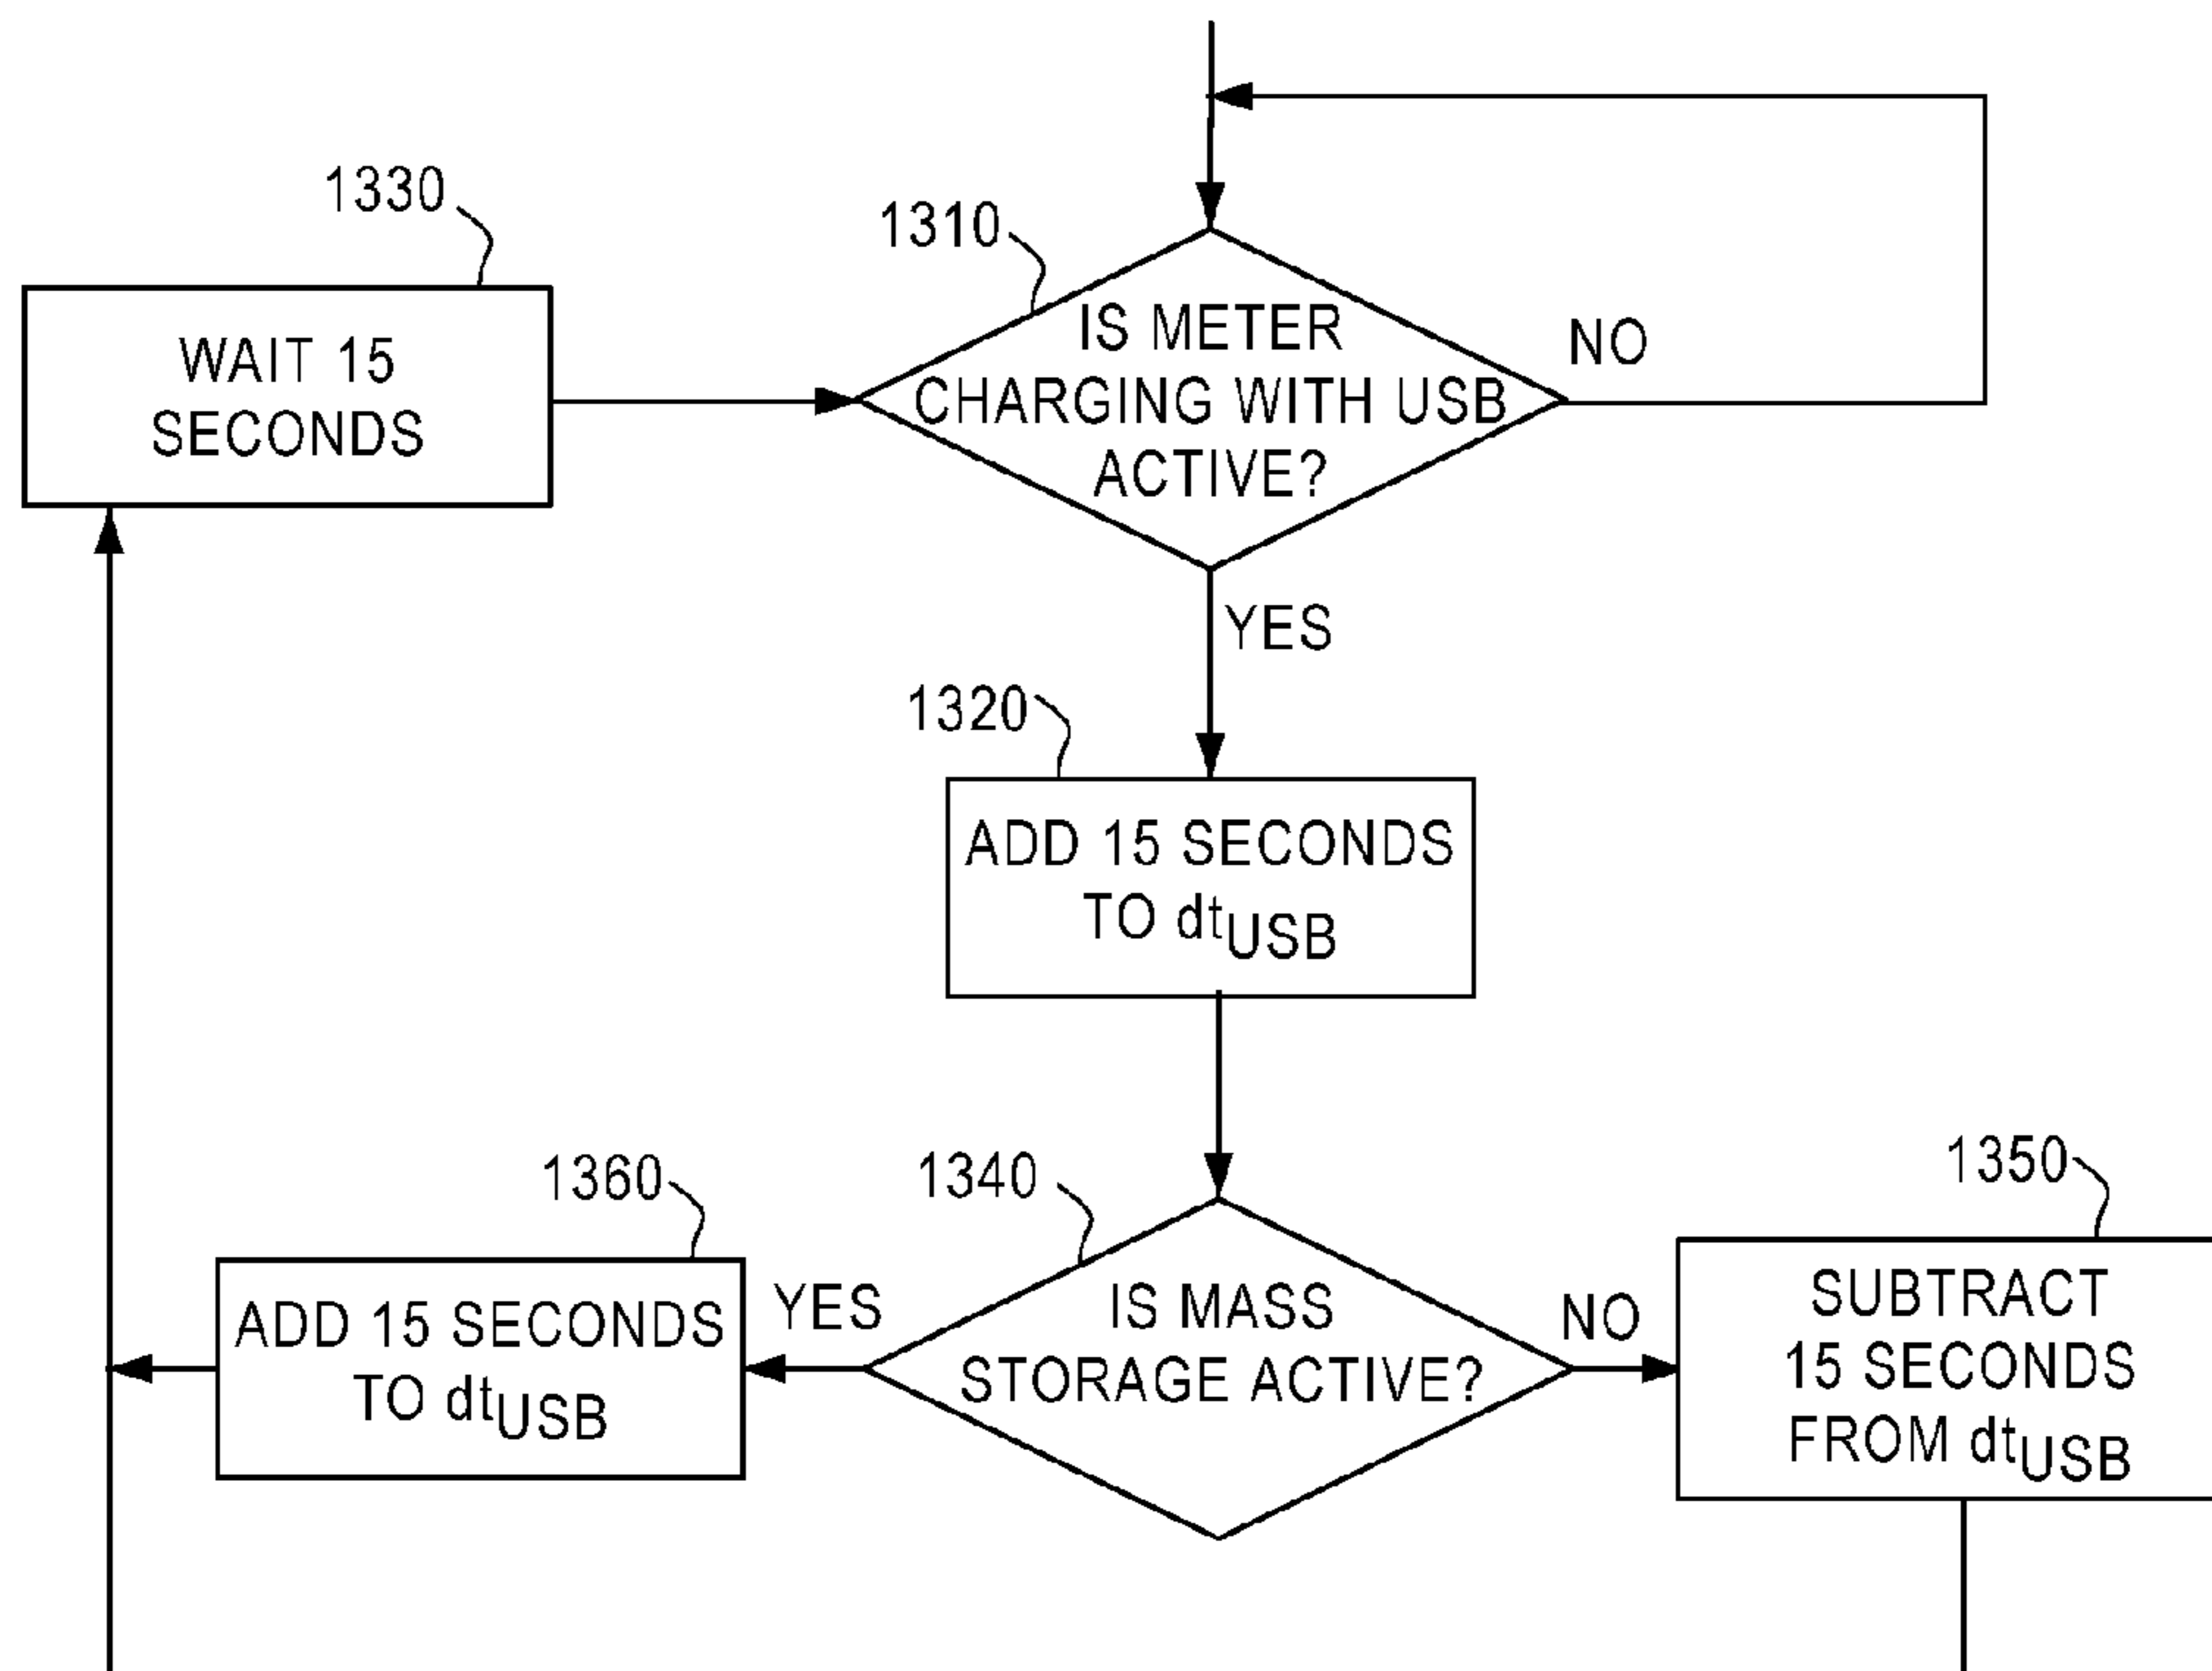 1330
1310
IS METER
CHARGING WITH USB
ACTIVE?
NO
WAIT 15
SECONDS
YES
1320
ADD 15 SECONDS
TO dtUSB
1360
1340
1350
IS MASS
STORAGE ACTIVE?
YES
NO
ADD 15 SECONDS
TO dtUSB
SUBTRACT
15 SECONDS
FROM dtUSB